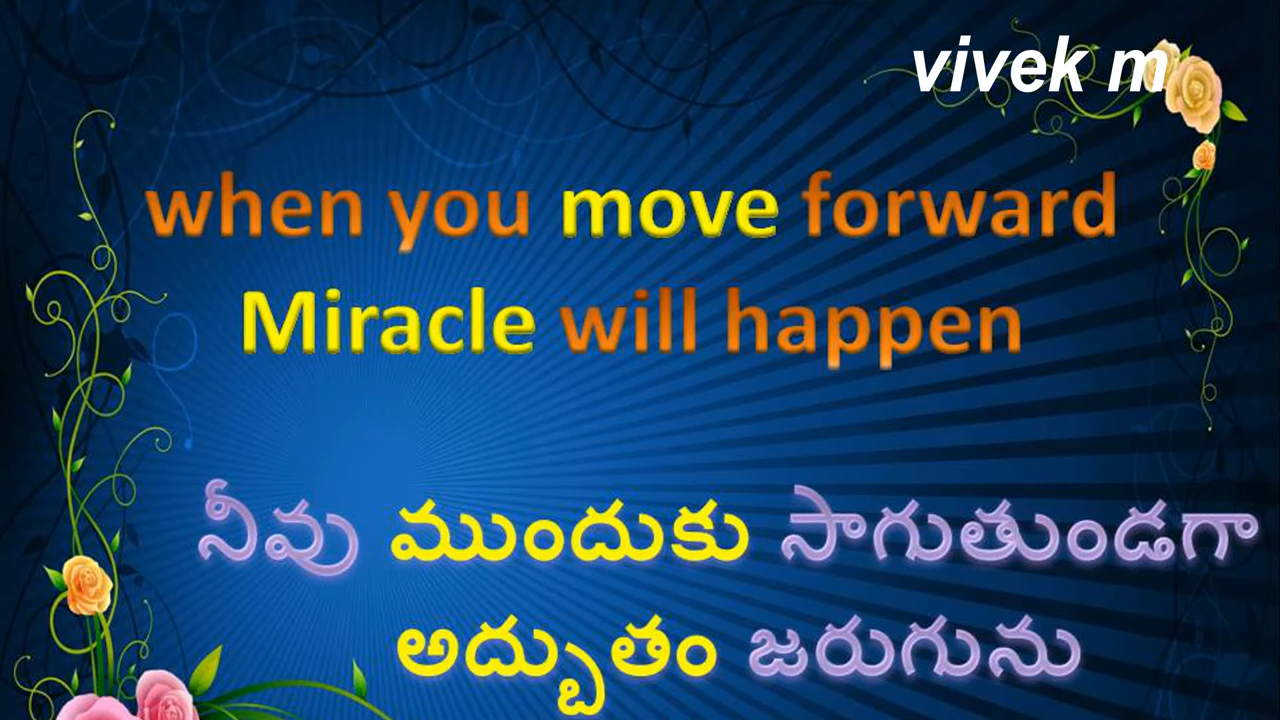 vivek m
when you move forward
Miracle will happen
నీవు ముందుకు సాగుతుండగా
అద్బుతం జరుగును